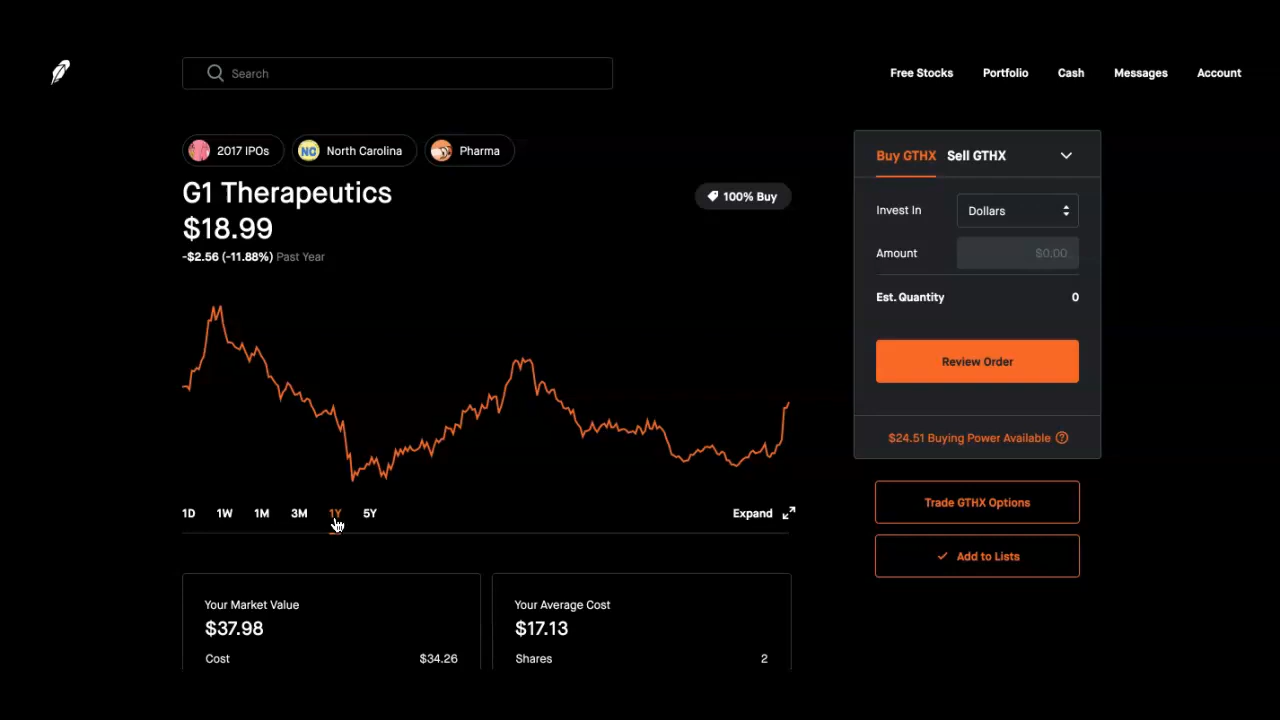 Search
Free Stocks
Portfolio
Cash
Messages
Account
2017 IPOs
NC
North Carolina
Pharma
G1 Therapeutics
$18.99
-$2.56 (-11.88%) Past Year
100% Buy
1D
1W
1M
3M
1Y
5Y
Expand
Your Market Value
$37.98
Cost
$34.26
Your Average Cost
$17.13
Shares
2
Buy GTHX
Sell GTHX
Invest In
Dollars
Amount
$0.00
Est. Quantity
0
Review Order
$24.51 Buying Power Available ?
Trade GTHX Options
Add to Lists